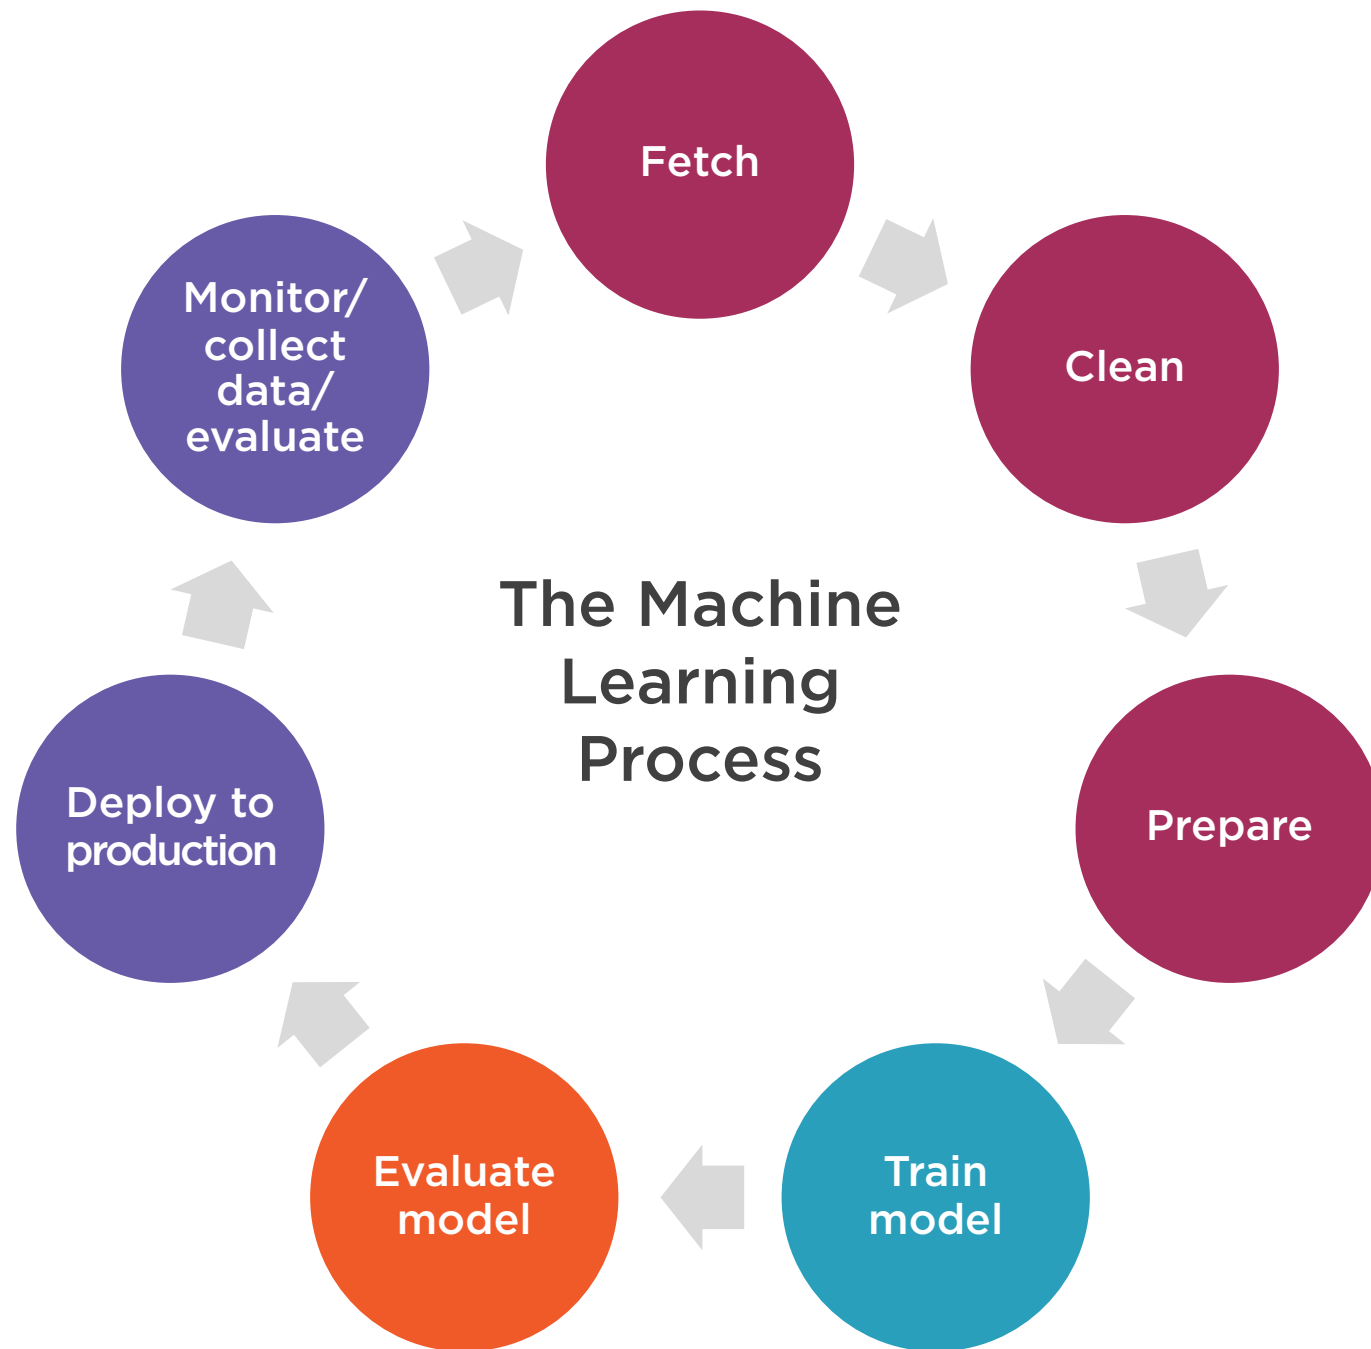 Fetch
Clean
Prepare
Train
model
Evaluate
model
Deploy to
production
Monitor/
collect
data/
evaluate
The Machine
Learning
Process